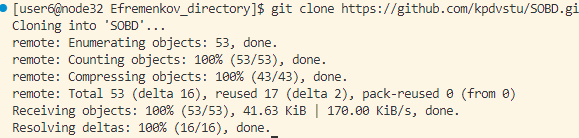 [user6@node32 Efremenkov_directory]$ git clone https://github.com/kpdvstu/SOBD.gi
Cloning into 'SOBD'...
remote: Enumerating objects: 53, done.
remote: Counting objects: 100% (53/53), done.
remote: Compressing objects: 100% (43/43), done.
remote: Total 53 (delta 16), reused 17 (delta 2), pack-reused 0 (from 0)
Receiving objects: 100% (53/53), 41.63 KiB | 170.00 KiB/s, done.
Resolving deltas: 100% (16/16), done.